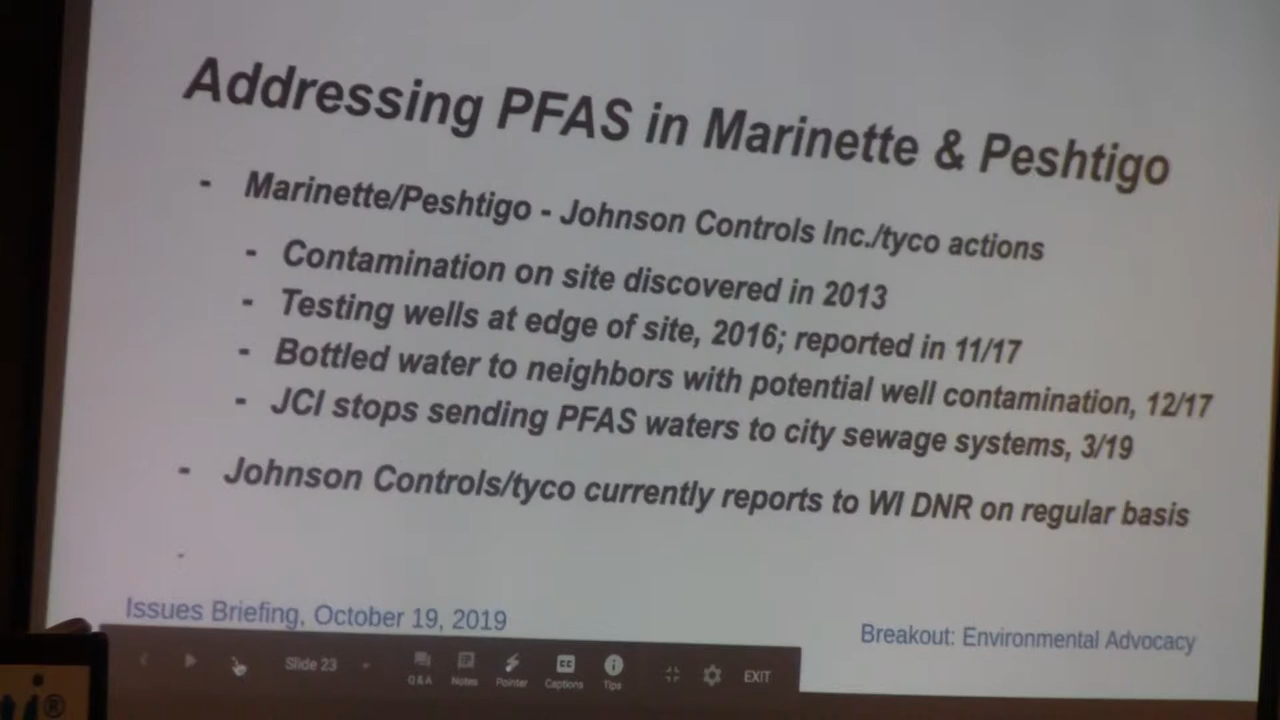 Addressing PFAS in Marinette & Peshtigo
- Marinette/Peshtigo - Johnson Controls Inc./tyco actions
- Contamination on site discovered in 2013
- Testing wells at edge of site, 2016; reported in 11/17
- Bottled water to neighbors with potential well contamination, 12/17
- JCI stops sending PFAS waters to city sewage systems, 3/19
- Johnson Controls/tyco currently reports to WI DNR on regular basis
-
Issues Briefing, October 19, 2019
Breakout: Environmental Advocacy
Slide 23
Q&A Notes Pointer CC Captions Tips EXIT
®